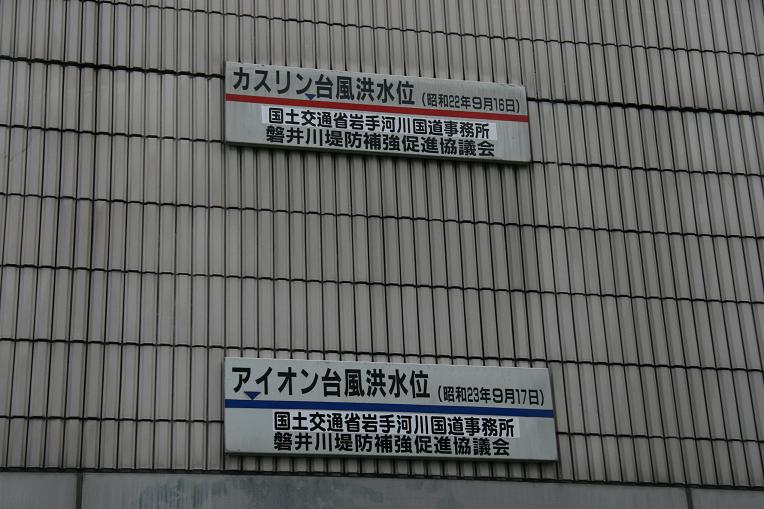 カスリン台風洪水位(昭和22年9月16日)
国土交通省岩手河川国道事務所
磐井川堤防補強促進協議会
アイオン台風洪水位(昭和23年9月17日)
国土交通省岩手河川国道事務所
磐井川堤防補強促進協議会